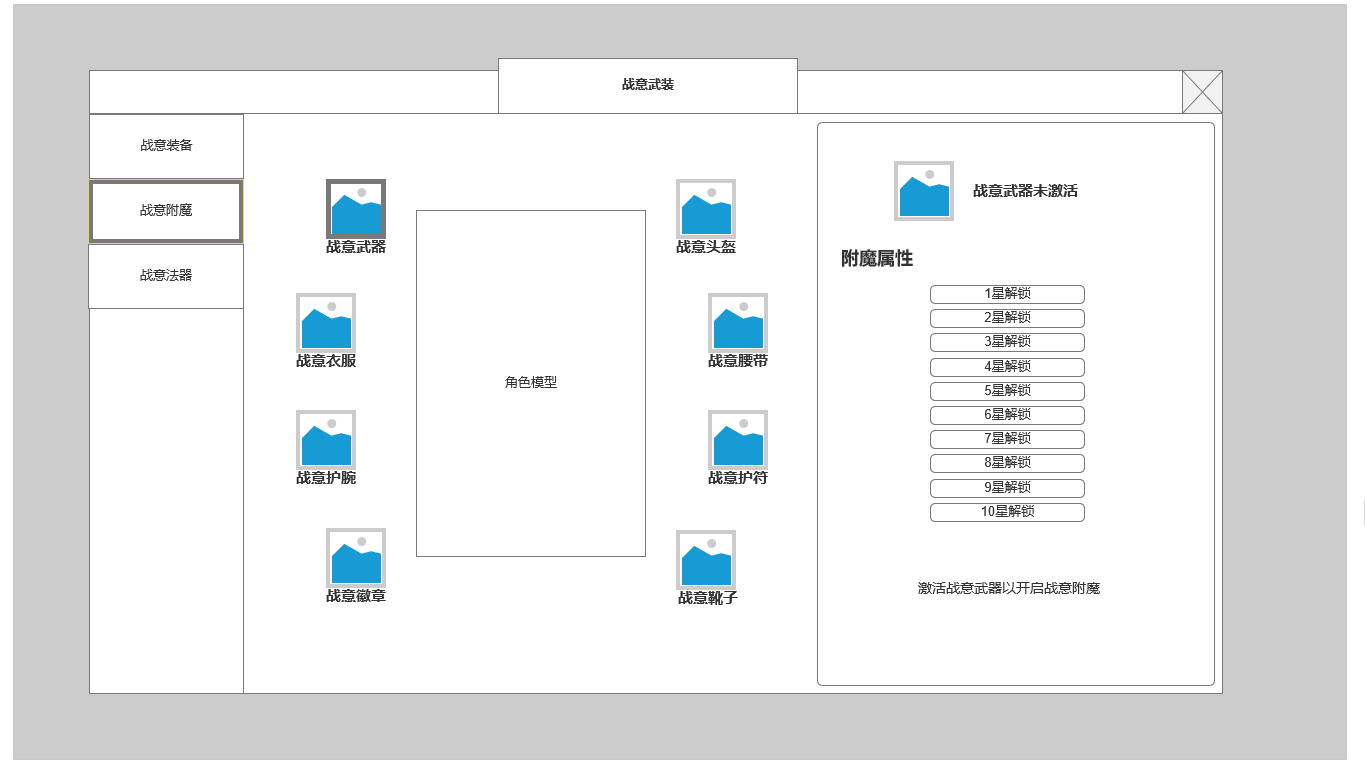 战意武装
战意装备
战意附魔
战意法器
战意武器
战意头盔
战意衣服
战意腰带
角色模型
战意护腕
战意护符
战意徽章
战意靴子
战意武器未激活
附魔属性
1星解锁
2星解锁
3星解锁
4星解锁
5星解锁
6星解锁
7星解锁
8星解锁
9星解锁
10星解锁
激活战意武器以开启战意附魔